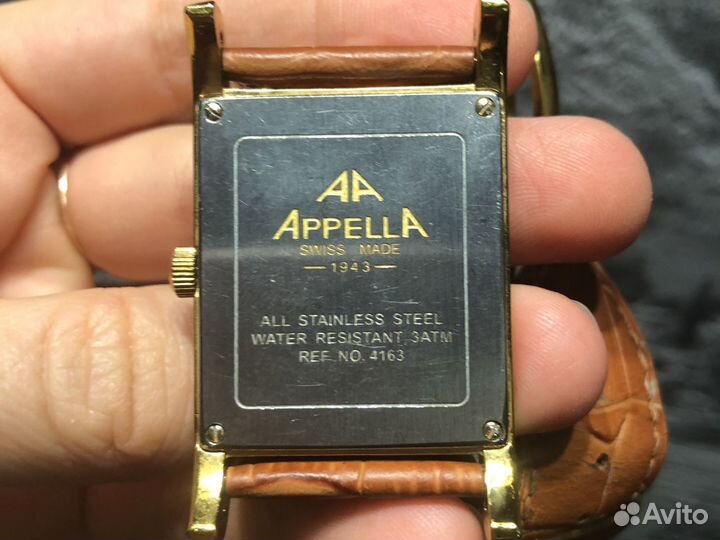 AA
APPELLA
SWISS MADE
1943
ALL STAINLESS STEEL
WATER RESISTANT, 3ATM
REF. NO. 4163
Avito